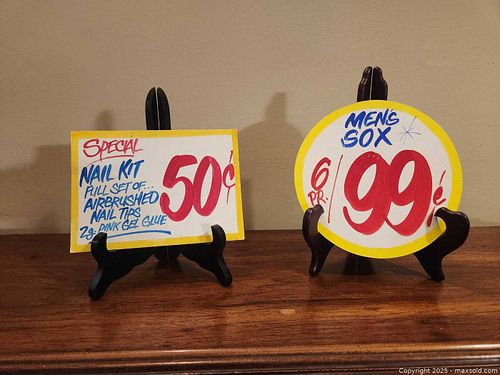 SPECIAL
NAIL KIT
FULL SET OF...
AIRBRUSHED
NAIL TIPS
2g. PINK GEL GLUE
50¢
MEN'S
SOX
6 PR. / 99¢
Copyright 2025 - maxsold.com